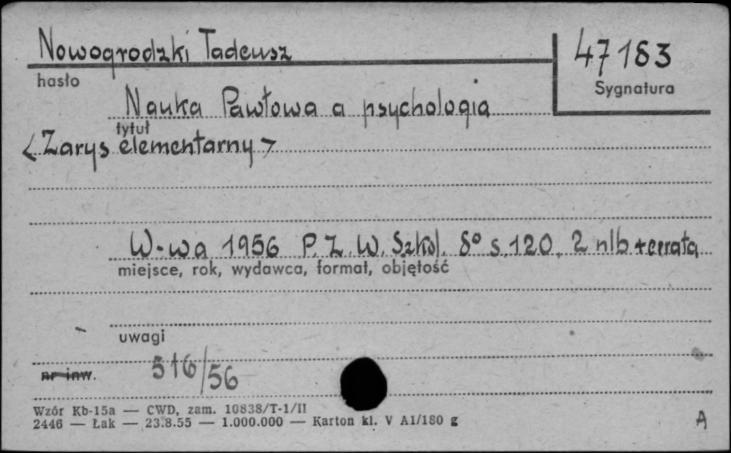 Nowogrodzki Tadeusz
47183
hasło
Sygnatura
Nauka Pawłowa a psychologia
tytuł
<Zarys elementarny>
W-wa 1956 P.Z.W. Szkol. 8° s. 120, 2 nlb + errata
miejsce, rok, wydawca, format, objętość
uwagi
nr inw. 516/56
Wzór Kb-15a — CWD, zam. 10838/T-1/II
2446 — Łak — 23.8.55 — 1.000.000 — Karton kl. V A1/180 g
A